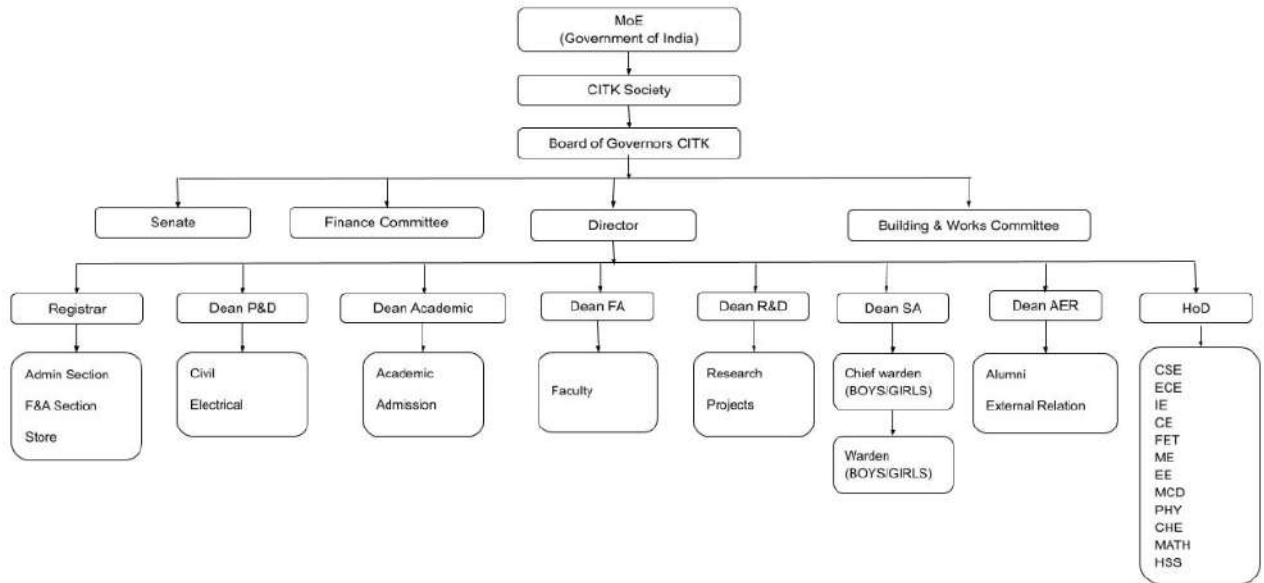 MoE
(Government of India)
CITK Society
Board of Governors CITK
Senate
Finance Committee
Director
Building & Works Committee
Registrar
Dean P&D
Dean Academic
Dean FA
Dean R&D
Dean SA
Dean AER
HoD
Admin Section
F&A Section
Store
Civil
Electrical
Academic
Admission
Faculty
Research
Projects
Chief warden
(BOYS/GIRLS)
Warden
(BOYS/GIRLS)
Alumni
External Relation
CSE
ECE
IE
CE
FET
ME
EE
MCD
PHY
CHE
MATH
HSS